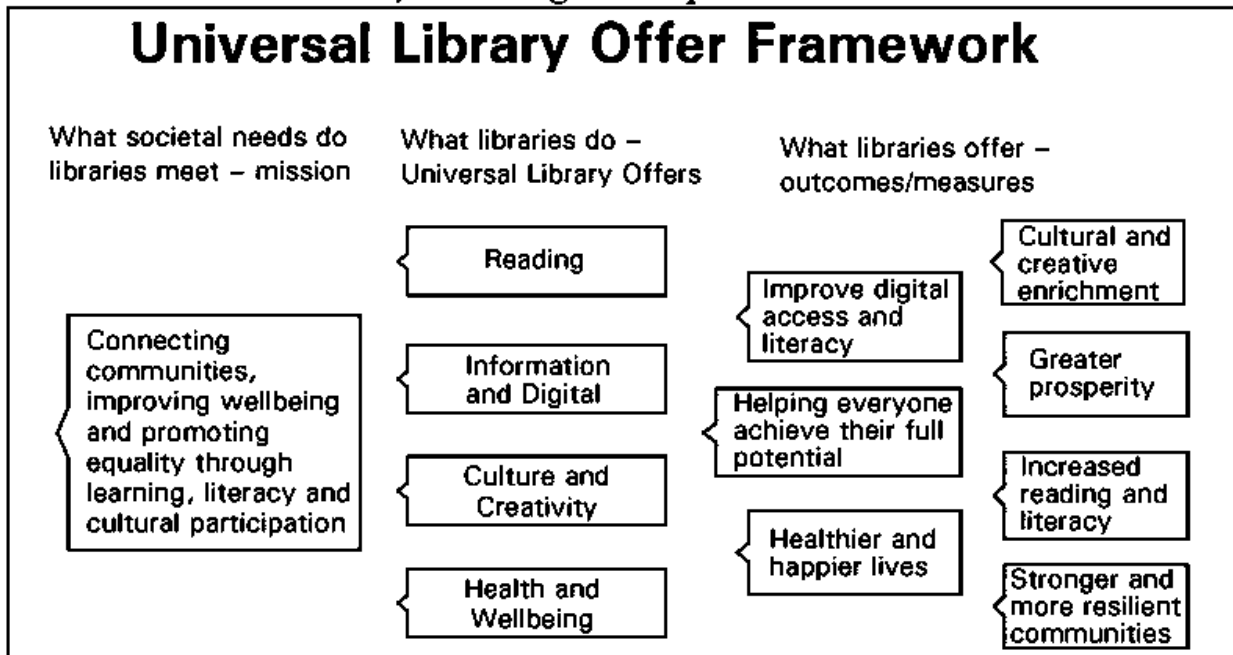 Universal Library Offer Framework
What societal needs do
libraries meet – mission
Connecting
communities,
improving wellbeing
and promoting
equality through
learning, literacy and
cultural participation
What libraries do –
Universal Library Offers
Reading
Information
and Digital
Culture and
Creativity
Health and
Wellbeing
What libraries offer –
outcomes/measures
Improve digital
access and
literacy
Helping everyone
achieve their full
potential
Healthier and
happier lives
Cultural and
creative
enrichment
Greater
prosperity
Increased
reading and
literacy
Stronger and
more resilient
communities